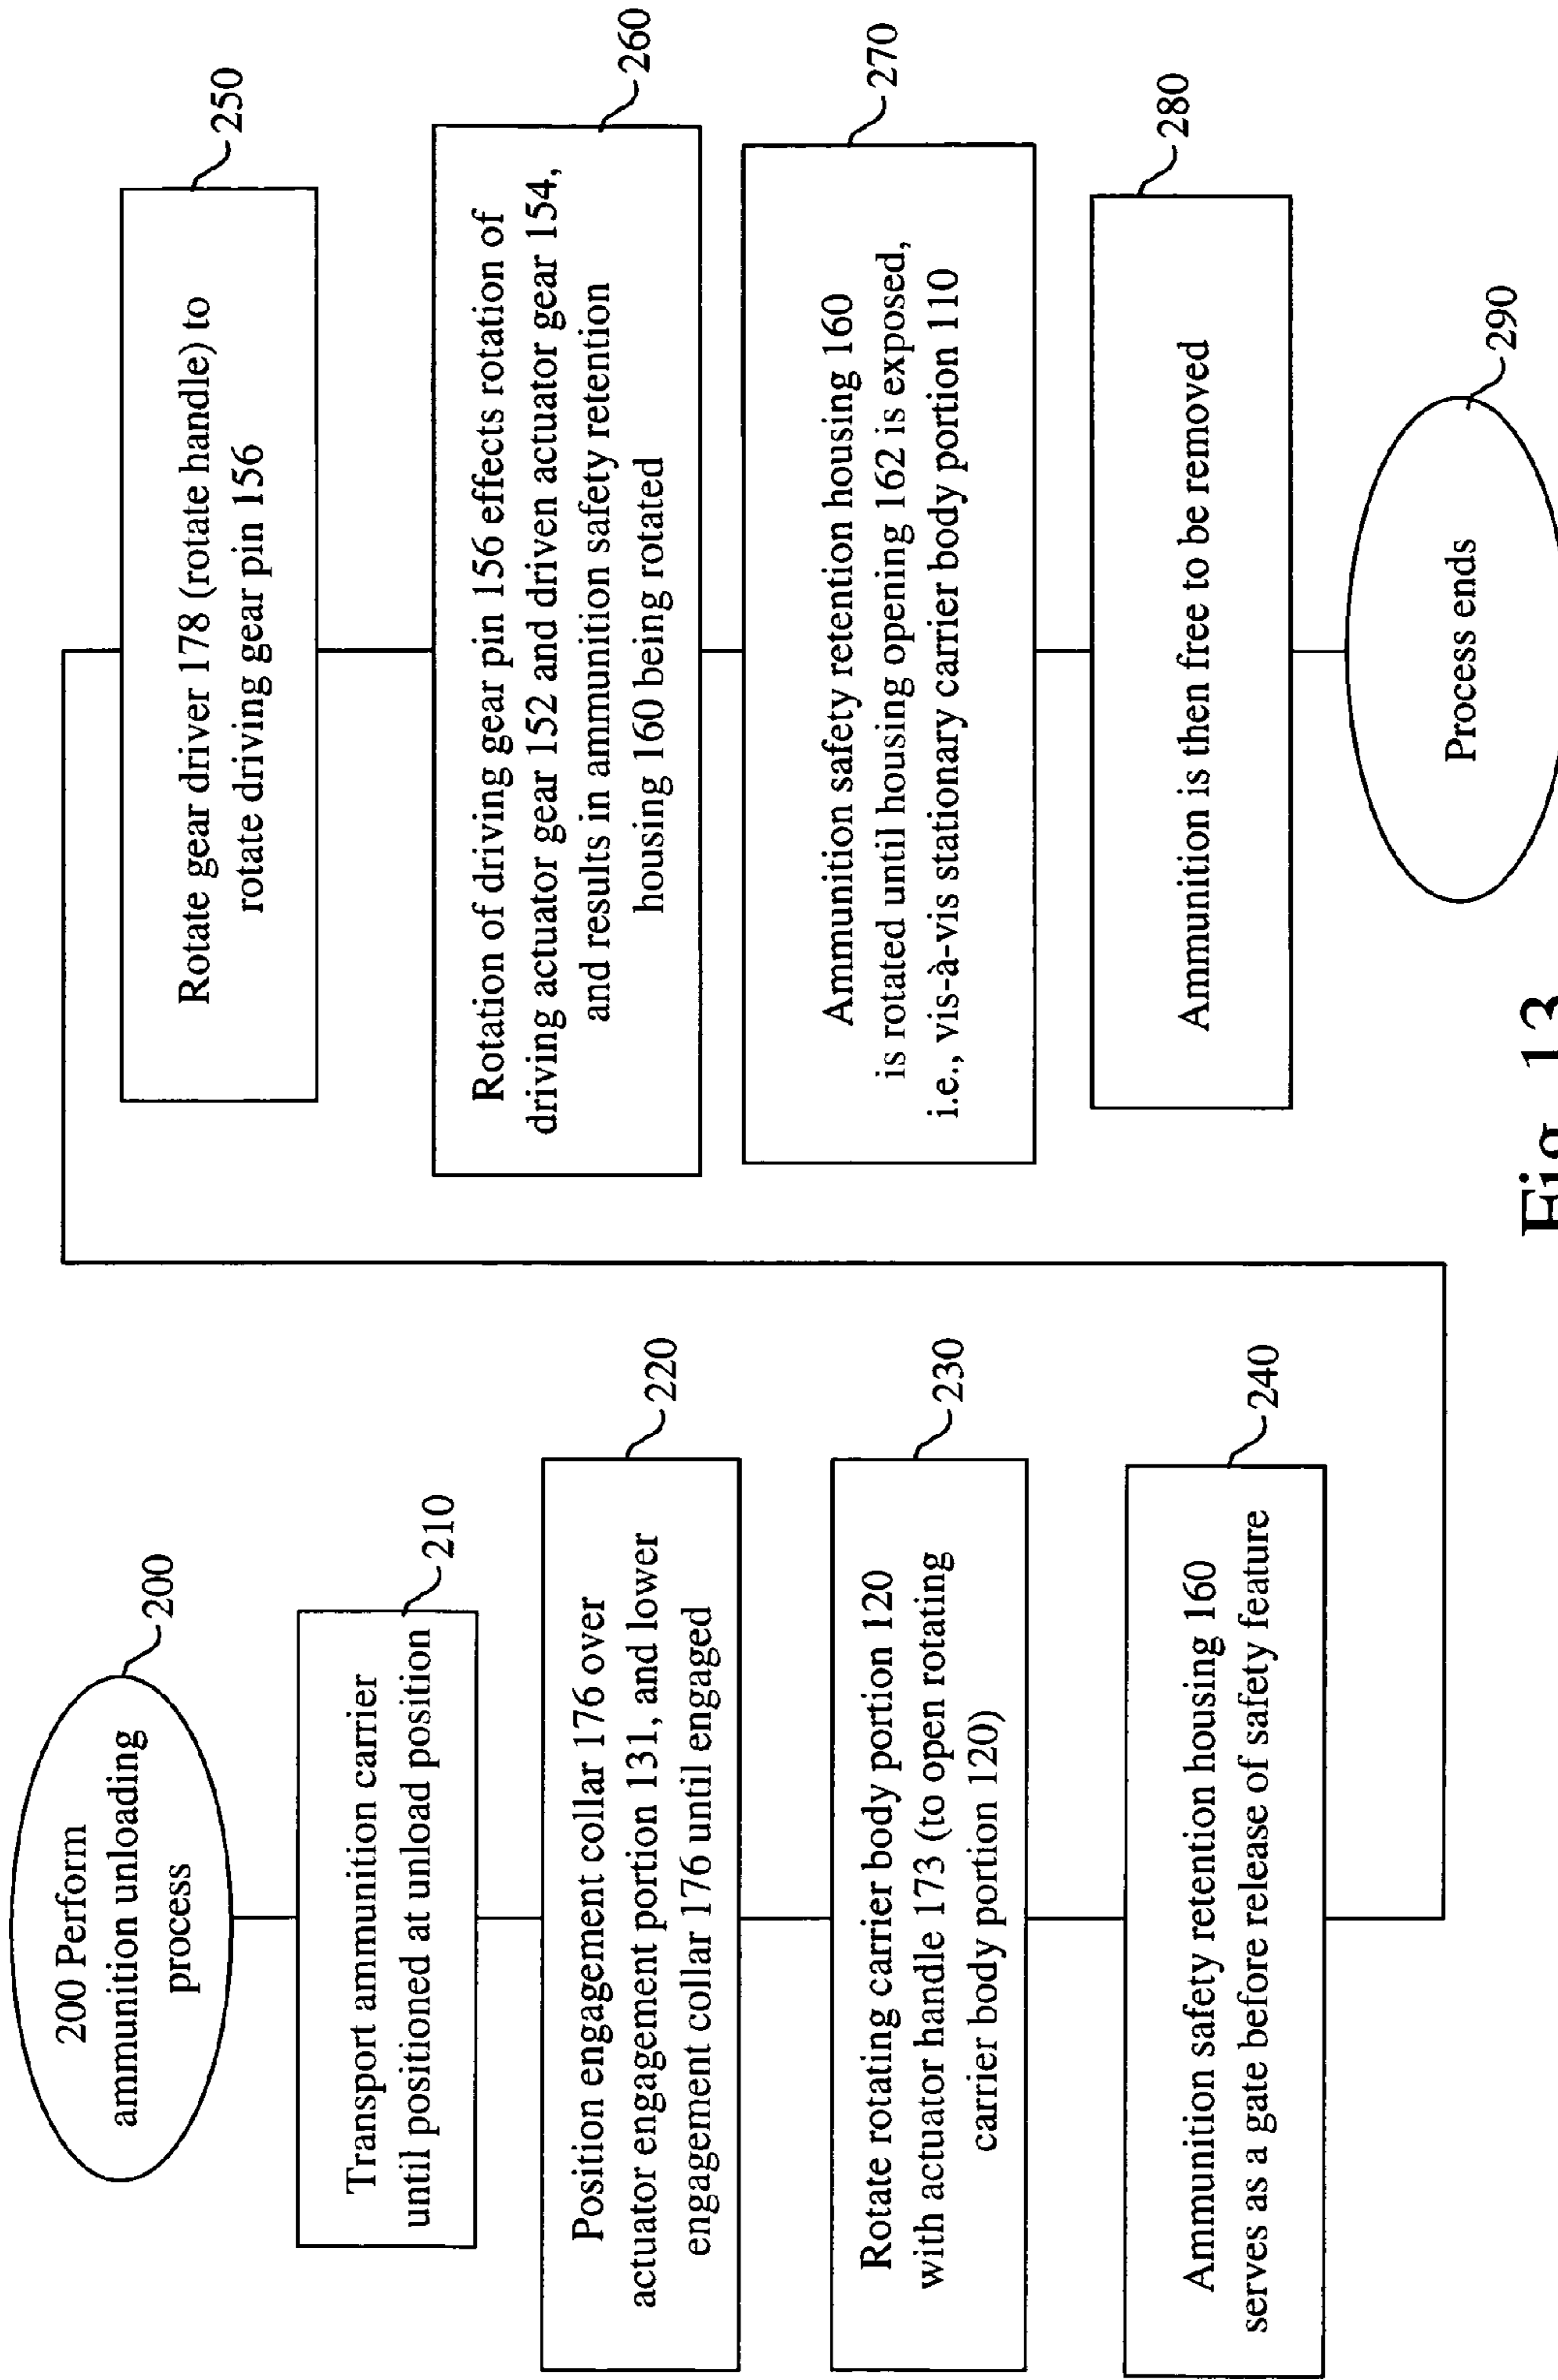 200 Perform
ammunition unloading
process
200
Transport ammunition carrier
until positioned at unload position
210
Position engagement collar 176 over
actuator engagement portion 131, and lower
engagement collar 176 until engaged
220
Rotate rotating carrier body portion 120
with actuator handle 173 (to open rotating
carrier body portion 120)
230
Ammunition safety retention housing 160
serves as a gate before release of safety feature
240
Rotate gear driver 178 (rotate handle) to
rotate driving gear pin 156
250
Rotation of driving gear pin 156 effects rotation of
driving actuator gear 152 and driven actuator gear 154,
and results in ammunition safety retention
housing 160 being rotated
260
Ammunition safety retention housing 160
is rotated until housing opening 162 is exposed,
i.e., vis-à-vis stationary carrier body portion 110
270
Ammunition is then free to be removed
280
Process ends
290
Fig. 13